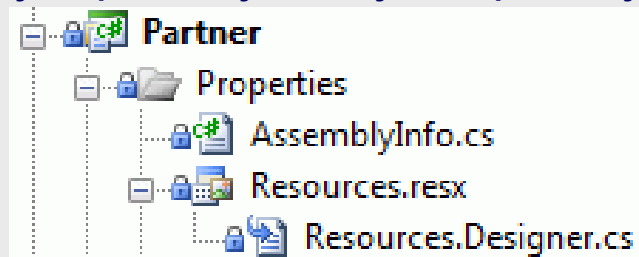 Partner
Properties
AssemblyInfo.cs
Resources.resx
Resources.Designer.cs